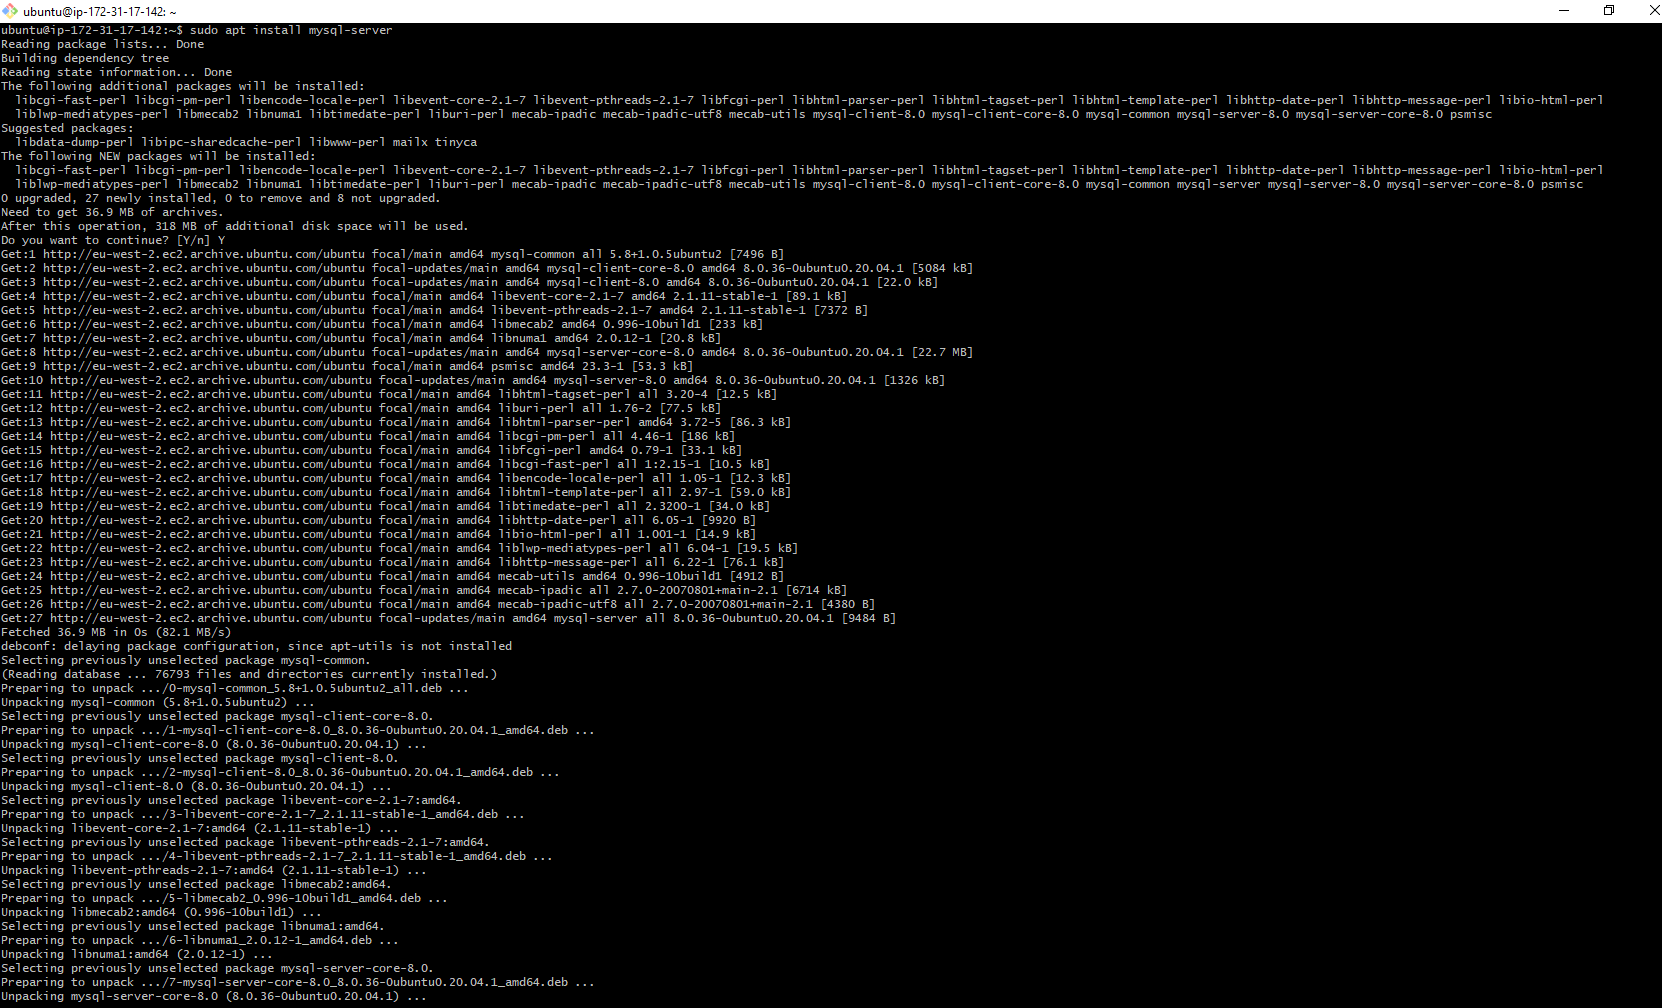 ubuntu@ip-172-31-17-142: ~
ubuntu@ip-172-31-17-142:~$ sudo apt install mysql-server
Reading package lists... Done
Building dependency tree
Reading state information... Done
The following additional packages will be installed:
  libcgi-fast-perl libcgi-pm-perl libencode-locale-perl libevent-core-2.1-7 libevent-pthreads-2.1-7 libfcgi-perl libhtml-parser-perl libhtml-tagset-perl libhtml-template-perl libhttp-date-perl libhttp-message-perl libio-html-perl
  liblwp-mediatypes-perl libmecab2 libnuma1 libtimedate-perl liburi-perl mecab-ipadic mecab-ipadic-utf8 mecab-utils mysql-client-8.0 mysql-client-core-8.0 mysql-common mysql-server-8.0 mysql-server-core-8.0 psmisc
Suggested packages:
  libdata-dump-perl libipc-sharedcache-perl libwww-perl mailx tinyca
The following NEW packages will be installed:
  libcgi-fast-perl libcgi-pm-perl libencode-locale-perl libevent-core-2.1-7 libevent-pthreads-2.1-7 libfcgi-perl libhtml-parser-perl libhtml-tagset-perl libhtml-template-perl libhttp-date-perl libhttp-message-perl libio-html-perl
  liblwp-mediatypes-perl libmecab2 libnuma1 libtimedate-perl liburi-perl mecab-ipadic mecab-ipadic-utf8 mecab-utils mysql-client-8.0 mysql-client-core-8.0 mysql-common mysql-server mysql-server-8.0 mysql-server-core-8.0 psmisc
0 upgraded, 27 newly installed, 0 to remove and 8 not upgraded.
Need to get 36.9 MB of archives.
After this operation, 318 MB of additional disk space will be used.
Do you want to continue? [Y/n] Y
Get:1 http://eu-west-2.ec2.archive.ubuntu.com/ubuntu focal/main amd64 mysql-common all 5.8+1.0.5ubuntu2 [7496 B]
Get:2 http://eu-west-2.ec2.archive.ubuntu.com/ubuntu focal-updates/main amd64 mysql-client-core-8.0 amd64 8.0.36-0ubuntu0.20.04.1 [5084 kB]
Get:3 http://eu-west-2.ec2.archive.ubuntu.com/ubuntu focal-updates/main amd64 mysql-client-8.0 amd64 8.0.36-0ubuntu0.20.04.1 [22.0 kB]
Get:4 http://eu-west-2.ec2.archive.ubuntu.com/ubuntu focal/main amd64 libevent-core-2.1-7 amd64 2.1.11-stable-1 [89.1 kB]
Get:5 http://eu-west-2.ec2.archive.ubuntu.com/ubuntu focal/main amd64 libevent-pthreads-2.1-7 amd64 2.1.11-stable-1 [7372 B]
Get:6 http://eu-west-2.ec2.archive.ubuntu.com/ubuntu focal/main amd64 libmecab2 amd64 0.996-10build1 [233 kB]
Get:7 http://eu-west-2.ec2.archive.ubuntu.com/ubuntu focal/main amd64 libnuma1 amd64 2.0.12-1 [20.8 kB]
Get:8 http://eu-west-2.ec2.archive.ubuntu.com/ubuntu focal-updates/main amd64 mysql-server-core-8.0 amd64 8.0.36-0ubuntu0.20.04.1 [22.7 MB]
Get:9 http://eu-west-2.ec2.archive.ubuntu.com/ubuntu focal/main amd64 psmisc amd64 23.3-1 [53.3 kB]
Get:10 http://eu-west-2.ec2.archive.ubuntu.com/ubuntu focal-updates/main amd64 mysql-server-8.0 amd64 8.0.36-0ubuntu0.20.04.1 [1326 kB]
Get:11 http://eu-west-2.ec2.archive.ubuntu.com/ubuntu focal/main amd64 libhtml-tagset-perl all 3.20-4 [12.5 kB]
Get:12 http://eu-west-2.ec2.archive.ubuntu.com/ubuntu focal/main amd64 liburi-perl all 1.76-2 [77.5 kB]
Get:13 http://eu-west-2.ec2.archive.ubuntu.com/ubuntu focal/main amd64 libhtml-parser-perl amd64 3.72-5 [86.3 kB]
Get:14 http://eu-west-2.ec2.archive.ubuntu.com/ubuntu focal/main amd64 libcgi-pm-perl all 4.46-1 [186 kB]
Get:15 http://eu-west-2.ec2.archive.ubuntu.com/ubuntu focal/main amd64 libfcgi-perl amd64 0.79-1 [33.1 kB]
Get:16 http://eu-west-2.ec2.archive.ubuntu.com/ubuntu focal/main amd64 libcgi-fast-perl all 1:2.15-1 [10.5 kB]
Get:17 http://eu-west-2.ec2.archive.ubuntu.com/ubuntu focal/main amd64 libencode-locale-perl all 1.05-1 [12.3 kB]
Get:18 http://eu-west-2.ec2.archive.ubuntu.com/ubuntu focal/main amd64 libhtml-template-perl all 2.97-1 [59.0 kB]
Get:19 http://eu-west-2.ec2.archive.ubuntu.com/ubuntu focal/main amd64 libtimedate-perl all 2.3200-1 [34.0 kB]
Get:20 http://eu-west-2.ec2.archive.ubuntu.com/ubuntu focal/main amd64 libhttp-date-perl all 6.05-1 [9920 B]
Get:21 http://eu-west-2.ec2.archive.ubuntu.com/ubuntu focal/main amd64 libio-html-perl all 1.001-1 [14.9 kB]
Get:22 http://eu-west-2.ec2.archive.ubuntu.com/ubuntu focal/main amd64 liblwp-mediatypes-perl all 6.04-1 [19.5 kB]
Get:23 http://eu-west-2.ec2.archive.ubuntu.com/ubuntu focal/main amd64 libhttp-message-perl all 6.22-1 [76.1 kB]
Get:24 http://eu-west-2.ec2.archive.ubuntu.com/ubuntu focal/main amd64 mecab-utils amd64 0.996-10build1 [4912 B]
Get:25 http://eu-west-2.ec2.archive.ubuntu.com/ubuntu focal/main amd64 mecab-ipadic all 2.7.0-20070801+main-2.1 [6714 kB]
Get:26 http://eu-west-2.ec2.archive.ubuntu.com/ubuntu focal/main amd64 mecab-ipadic-utf8 all 2.7.0-20070801+main-2.1 [4380 B]
Get:27 http://eu-west-2.ec2.archive.ubuntu.com/ubuntu focal-updates/main amd64 mysql-server all 8.0.36-0ubuntu0.20.04.1 [9484 B]
Fetched 36.9 MB in 0s (82.1 MB/s)
debconf: delaying package configuration, since apt-utils is not installed
Selecting previously unselected package mysql-common.
(Reading database ... 76793 files and directories currently installed.)
Preparing to unpack .../0-mysql-common_5.8+1.0.5ubuntu2_all.deb ...
Unpacking mysql-common (5.8+1.0.5ubuntu2) ...
Selecting previously unselected package mysql-client-core-8.0.
Preparing to unpack .../1-mysql-client-core-8.0_8.0.36-0ubuntu0.20.04.1_amd64.deb ...
Unpacking mysql-client-core-8.0 (8.0.36-0ubuntu0.20.04.1) ...
Selecting previously unselected package mysql-client-8.0.
Preparing to unpack .../2-mysql-client-8.0_8.0.36-0ubuntu0.20.04.1_amd64.deb ...
Unpacking mysql-client-8.0 (8.0.36-0ubuntu0.20.04.1) ...
Selecting previously unselected package libevent-core-2.1-7:amd64.
Preparing to unpack .../3-libevent-core-2.1-7_2.1.11-stable-1_amd64.deb ...
Unpacking libevent-core-2.1-7:amd64 (2.1.11-stable-1) ...
Selecting previously unselected package libevent-pthreads-2.1-7:amd64.
Preparing to unpack .../4-libevent-pthreads-2.1-7_2.1.11-stable-1_amd64.deb ...
Unpacking libevent-pthreads-2.1-7:amd64 (2.1.11-stable-1) ...
Selecting previously unselected package libmecab2:amd64.
Preparing to unpack .../5-libmecab2_0.996-10build1_amd64.deb ...
Unpacking libmecab2:amd64 (0.996-10build1) ...
Selecting previously unselected package libnuma1:amd64.
Preparing to unpack .../6-libnuma1_2.0.12-1_amd64.deb ...
Unpacking libnuma1:amd64 (2.0.12-1) ...
Selecting previously unselected package mysql-server-core-8.0.
Preparing to unpack .../7-mysql-server-core-8.0_8.0.36-0ubuntu0.20.04.1_amd64.deb ...
Unpacking mysql-server-core-8.0 (8.0.36-0ubuntu0.20.04.1) ...